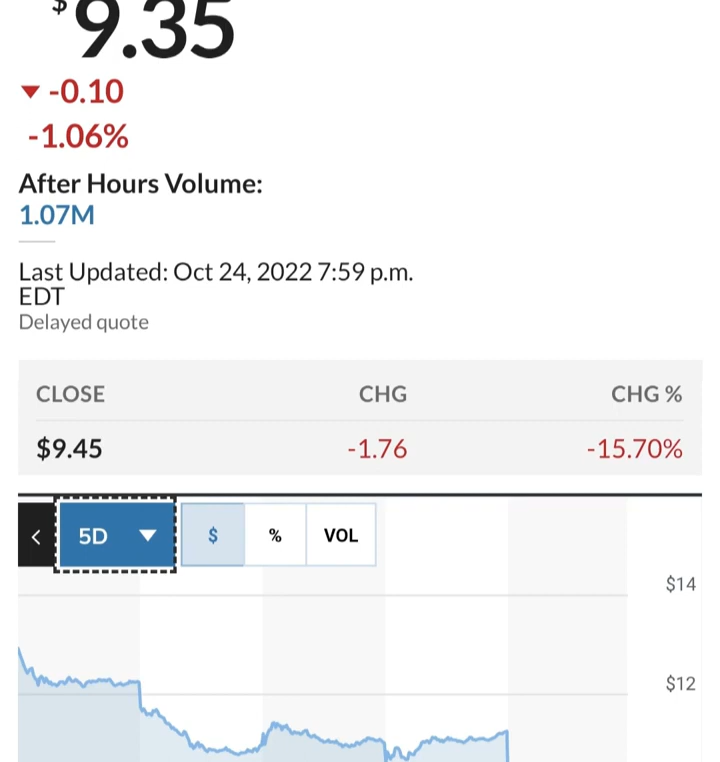 $9.35
-0.10
-1.06%
After Hours Volume:
1.07M
Last Updated: Oct 24, 2022 7:59 p.m.
EDT
Delayed quote
CLOSE CHG CHG %
$9.45 -1.76 -15.70%
< 5D $ % VOL
$14
$12